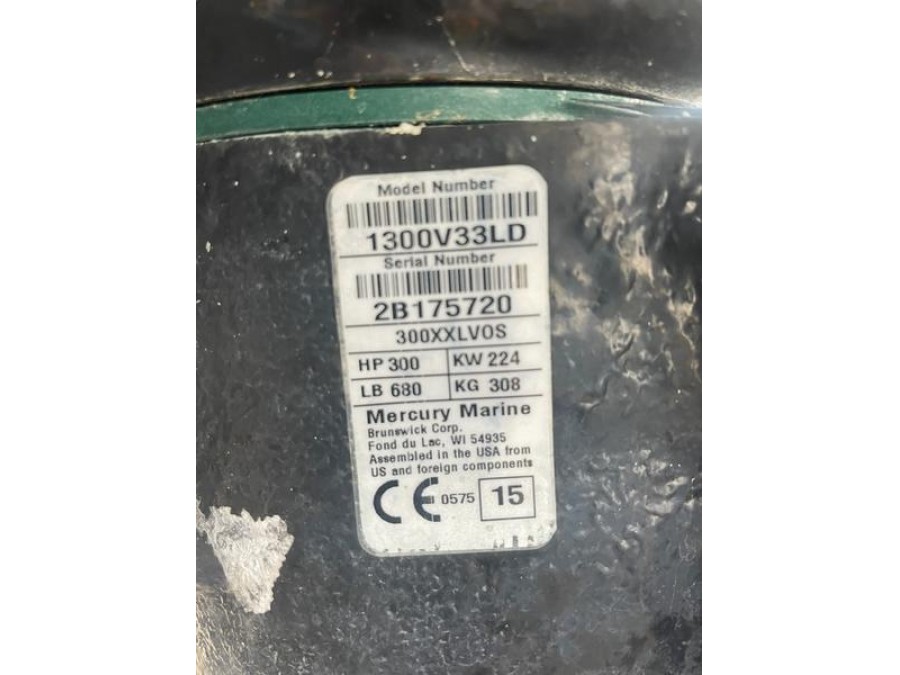 Model Number
1300V33LD
Serial Number
2B175720
300XXLVOS
HP 300 KW 224
LB 680 KG 308
Mercury Marine
Brunswick Corp.
Fond du Lac, WI 54935
Assembled in the USA from
US and foreign components
CE 0575 15